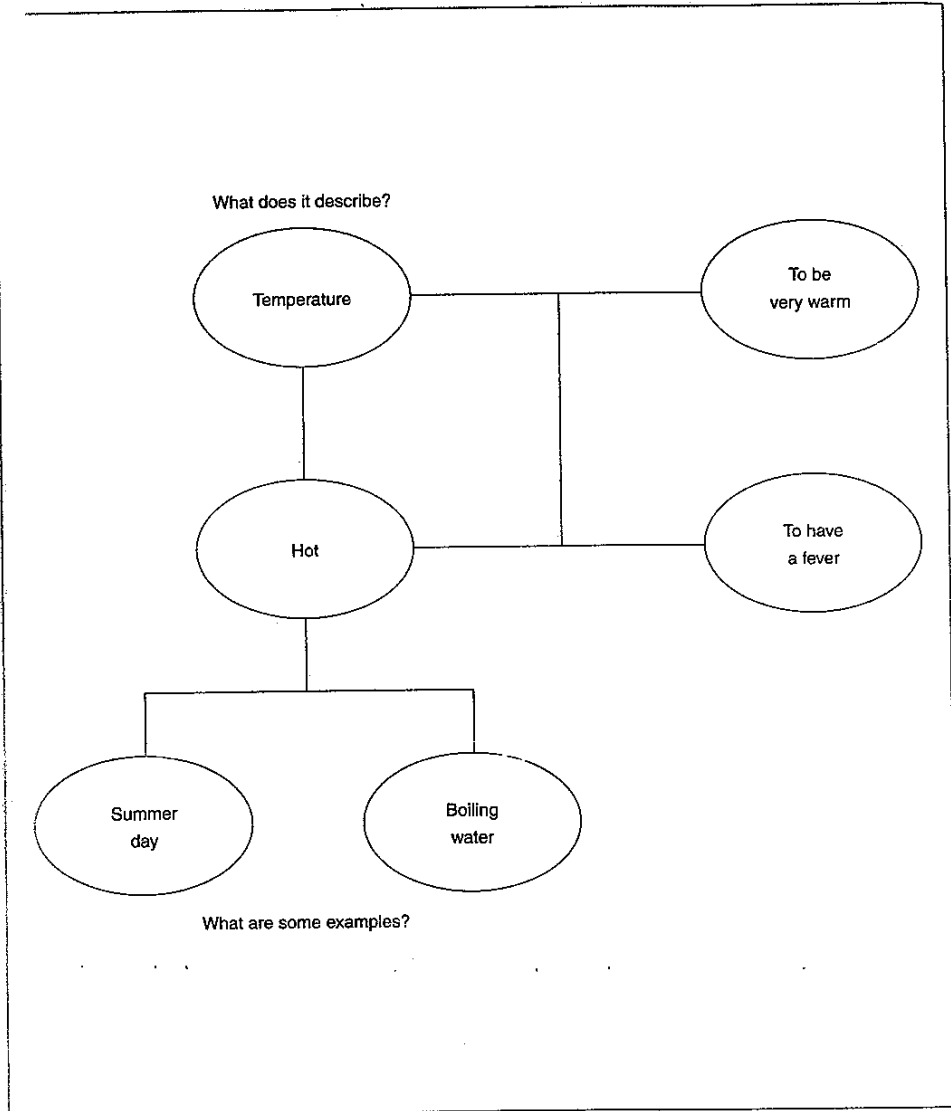 What does it describe?
Temperature
To be
very warm
Hot
To have
a fever
Summer
day
Boiling
water
What are some examples?